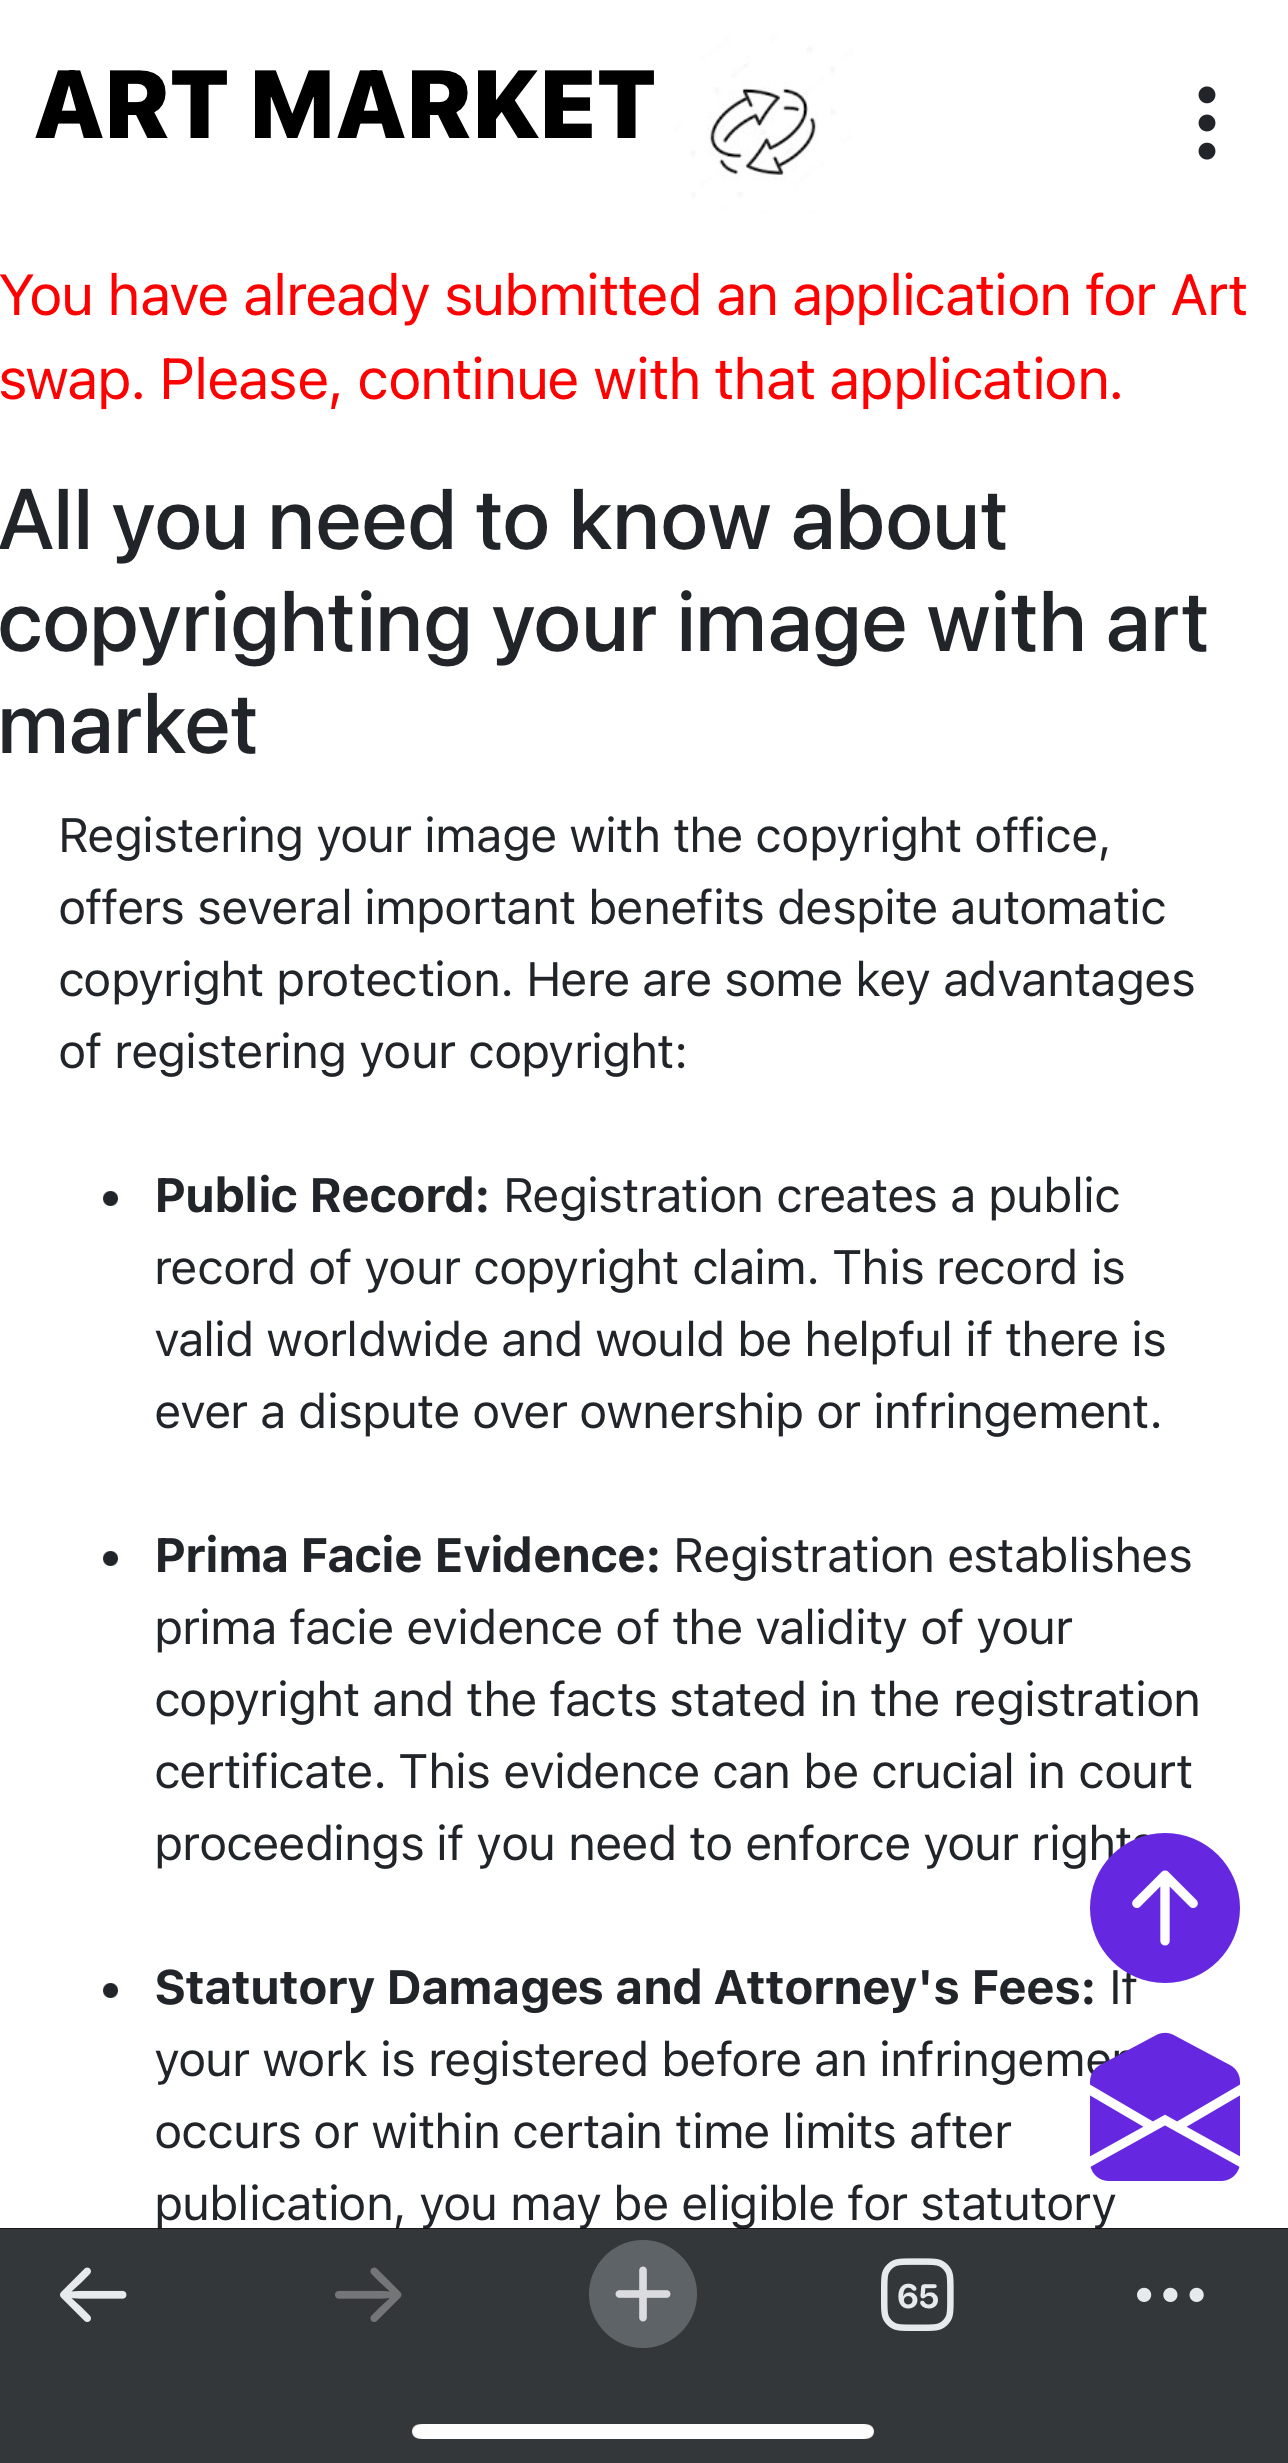 ART MARKET
You have already submitted an application for Art
swap. Please, continue with that application.
All you need to know about
copyrighting your image with art
market
Registering your image with the copyright office,
offers several important benefits despite automatic
copyright protection. Here are some key advantages
of registering your copyright:
• Public Record: Registration creates a public
record of your copyright claim. This record is
valid worldwide and would be helpful if there is
ever a dispute over ownership or infringement.
• Prima Facie Evidence: Registration establishes
prima facie evidence of the validity of your
copyright and the facts stated in the registration
certificate. This evidence can be crucial in court
proceedings if you need to enforce your
• Statutory Damages and Attorney's Fees: If
your work is registered before an
occurs or within certain time limits after
publication, you may be eligible for statutory
65